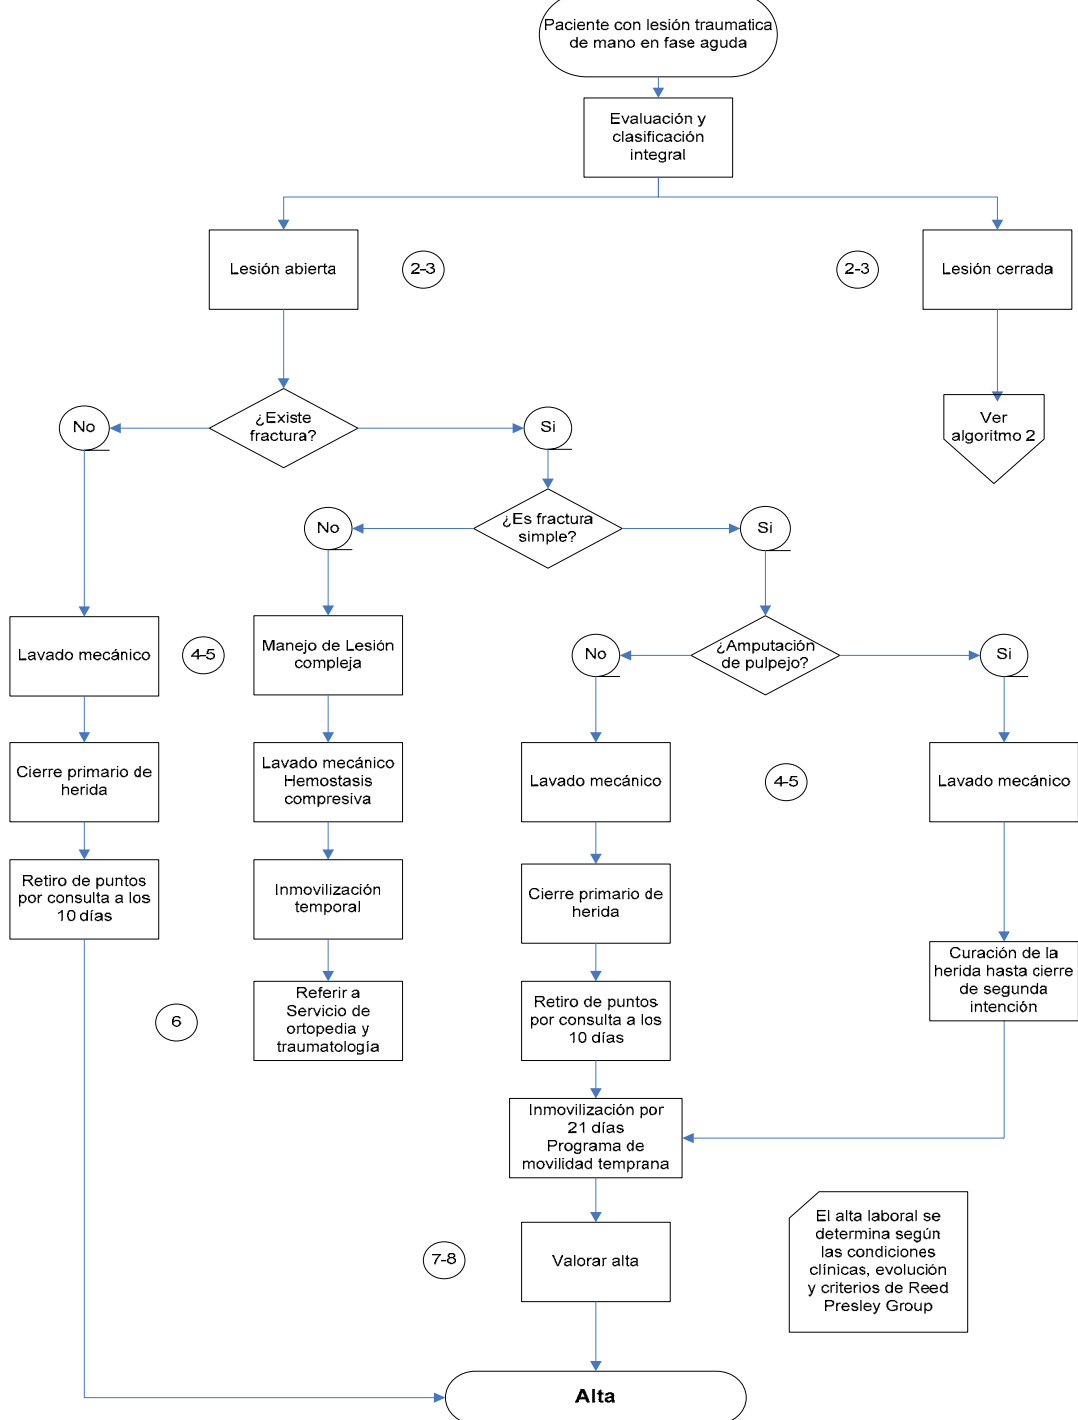 Paciente con lesión traumatica
de mano en fase aguda
Evaluación y
clasificación
integral
Lesión abierta
2-3
2-3
Lesión cerrada
¿Existe
fractura?
No
Si
Ver
algoritmo 2
¿Es fractura
simple?
No
Si
¿Amputación
de pulpejo?
No
Si
Lavado mecánico
4-5
Manejo de Lesión
compleja
Cierre primario de
herida
Lavado mecánico
Hemostasis
compresiva
Lavado mecánico
4-5
Lavado mecánico
Retiro de puntos
por consulta a los
10 días
Inmovilización
temporal
Cierre primario de
herida
Curación de la
herida hasta cierre
de segunda
intención
6
Referir a
Servicio de
ortopedia y
traumatología
Retiro de puntos
por consulta a los
10 días
Inmovilización por
21 días
Programa de
movilidad temprana
7-8
Valorar alta
El alta laboral se
determina según
las condiciones
clínicas, evolución
y criterios de Reed
Presley Group
Alta